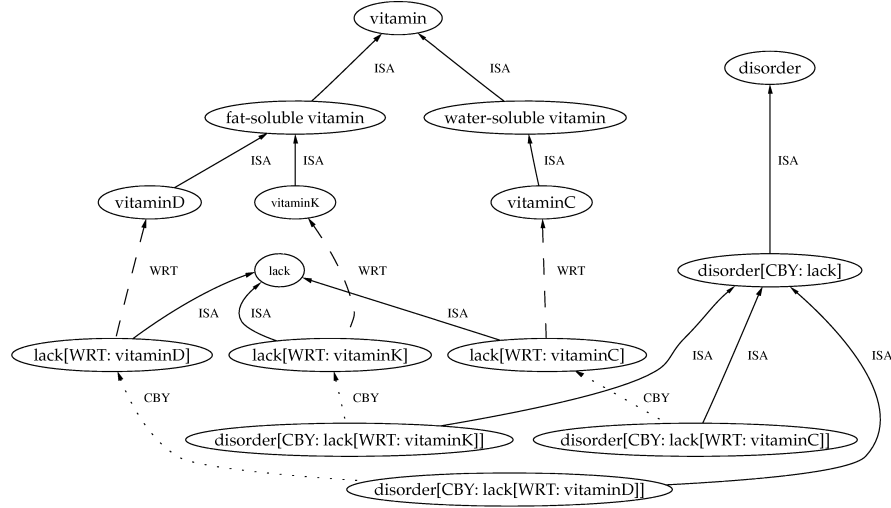 vitamin
ISA
ISA
disorder
fat-soluble vitamin
water-soluble vitamin
ISA
ISA
ISA
ISA
vitaminD
vitaminK
vitaminC
WRT
lack
WRT
WRT
disorder[CBY: lack]
ISA
ISA
ISA
lack[WRT: vitaminD]
lack[WRT: vitaminK]
lack[WRT: vitaminC]
ISA
ISA
ISA
CBY
CBY
CBY
disorder[CBY: lack[WRT: vitaminK]]
disorder[CBY: lack[WRT: vitaminC]]
disorder[CBY: lack[WRT: vitaminD]]